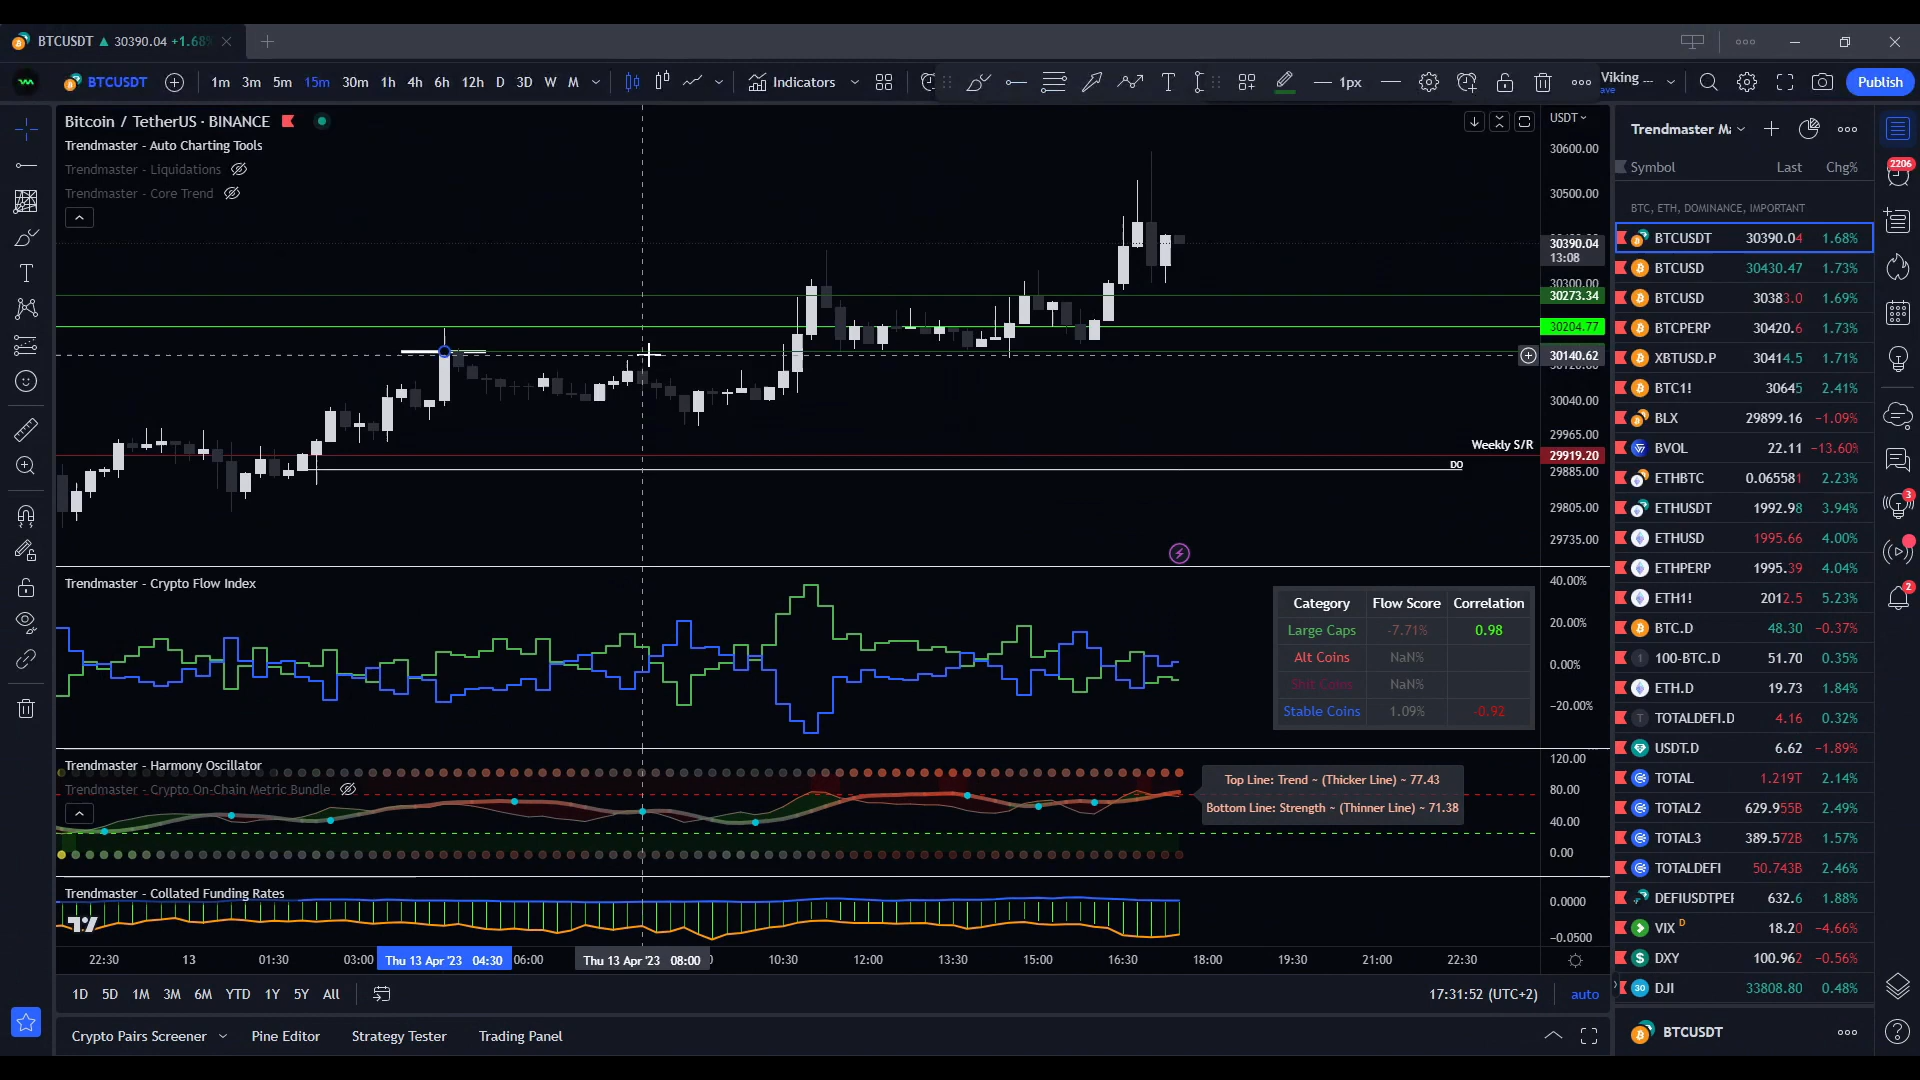 BTCUSDT ▲ 30390.04 +1.68%
BTCUSDT 1m 3m 5m 15m 30m 1h 4h 6h 12h D 3D W M Indicators T 1px Viking Publish
ave
Bitcoin / TetherUS · BINANCE
Trendmaster - Auto Charting Tools
Trendmaster - Liquidations
Trendmaster - Core Trend
USDT
30600.00
30500.00
30390.04
13:08
30300.00
30273.34
30204.77
30140.62
30040.00
29965.00
Weekly S/R
29919.20
DO
29885.00
29805.00
29735.00
Trendmaster - Crypto Flow Index
40.00%
20.00%
0.00%
-20.00%
Category Flow Score Correlation
Large Caps -7.71% 0.98
Alt Coins NaN%
Shit Coins NaN%
Stable Coins 1.09% -0.92
Trendmaster - Harmony Oscillator
Trendmaster - Crypto On-Chain Metric Bundle
Top Line: Trend ~ (Thicker Line) ~ 77.43
Bottom Line: Strength ~ (Thinner Line) ~ 71.38
120.00
80.00
40.00
0.00
Trendmaster - Collated Funding Rates
0.0000
-0.0500
22:30 13 01:30 03:00 Thu 13 Apr '23 04:30 06:00 Thu 13 Apr '23 08:00 10:30 12:00 13:30 15:00 16:30 18:00 19:30 21:00 22:30
1D 5D 1M 3M 6M YTD 1Y 5Y All 17:31:52 (UTC+2) auto
Crypto Pairs Screener Pine Editor Strategy Tester Trading Panel
Trendmaster M
Symbol Last Chg%
BTC, ETH, DOMINANCE, IMPORTANT
BTCUSDT 30390.04 1.68%
BTCUSD 30430.47 1.73%
BTCUSD 30383.0 1.69%
BTCPERP 30420.6 1.73%
XBTUSD.P 30414.5 1.71%
BTC1! 30645 2.41%
BLX 29899.16 -1.09%
BVOL 22.11 -13.60%
ETHBTC 0.065581 2.23%
ETHUSDT 1992.98 3.94%
ETHUSD 1995.66 4.00%
ETHPERP 1995.39 4.04%
ETH1! 2012.5 5.23%
BTC.D 48.30 -0.37%
100-BTC.D 51.70 0.35%
ETH.D 19.73 1.84%
TOTALDEFI.D 4.16 0.32%
USDT.D 6.62 -1.89%
TOTAL 1.219T 2.14%
TOTAL2 629.955B 2.49%
TOTAL3 389.572B 1.57%
TOTALDEFI 50.743B 2.46%
DEFIUSDTPEF 632.6 1.88%
VIX D 18.20 -4.66%
DXY 100.962 -0.56%
30 DJI 33808.80 0.48%
BTCUSDT
2206
3
2